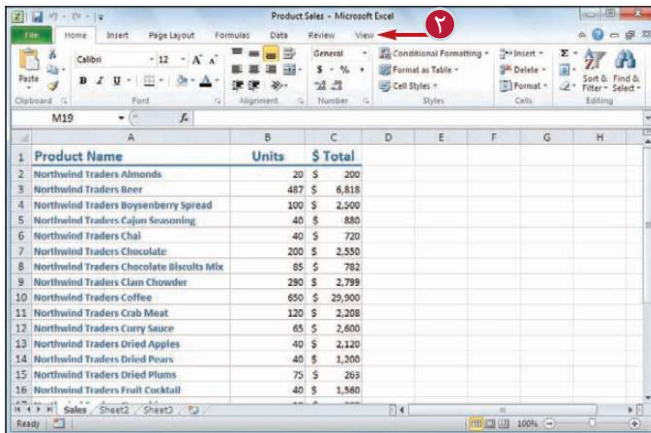 Product Sales - Microsoft Excel
٢
File Home Insert Page Layout Formulas Data Review View
Calibri 12 A A General Conditional Formatting Insert Σ
Paste B I U A $ % , Format as Table Delete Sort & Find &
Cell Styles Format Filter Select
Clipboard Font Alignment Number Styles Cells Editing
M19 fx
A B C D E F G H
1 Product Name Units $ Total
2 Northwind Traders Almonds 20 $ 200
3 Northwind Traders Beer 487 $ 6,818
4 Northwind Traders Boysenberry Spread 100 $ 2,500
5 Northwind Traders Cajun Seasoning 40 $ 880
6 Northwind Traders Chai 40 $ 720
7 Northwind Traders Chocolate 200 $ 2,550
8 Northwind Traders Chocolate Biscuits Mix 85 $ 782
9 Northwind Traders Clam Chowder 290 $ 2,799
10 Northwind Traders Coffee 650 $ 29,900
11 Northwind Traders Crab Meat 120 $ 2,208
12 Northwind Traders Curry Sauce 65 $ 2,600
13 Northwind Traders Dried Apples 40 $ 2,120
14 Northwind Traders Dried Pears 40 $ 1,200
15 Northwind Traders Dried Plums 75 $ 263
16 Northwind Traders Fruit Cocktail 40 $ 1,560
Sales Sheet2 Sheet3
Ready 100%